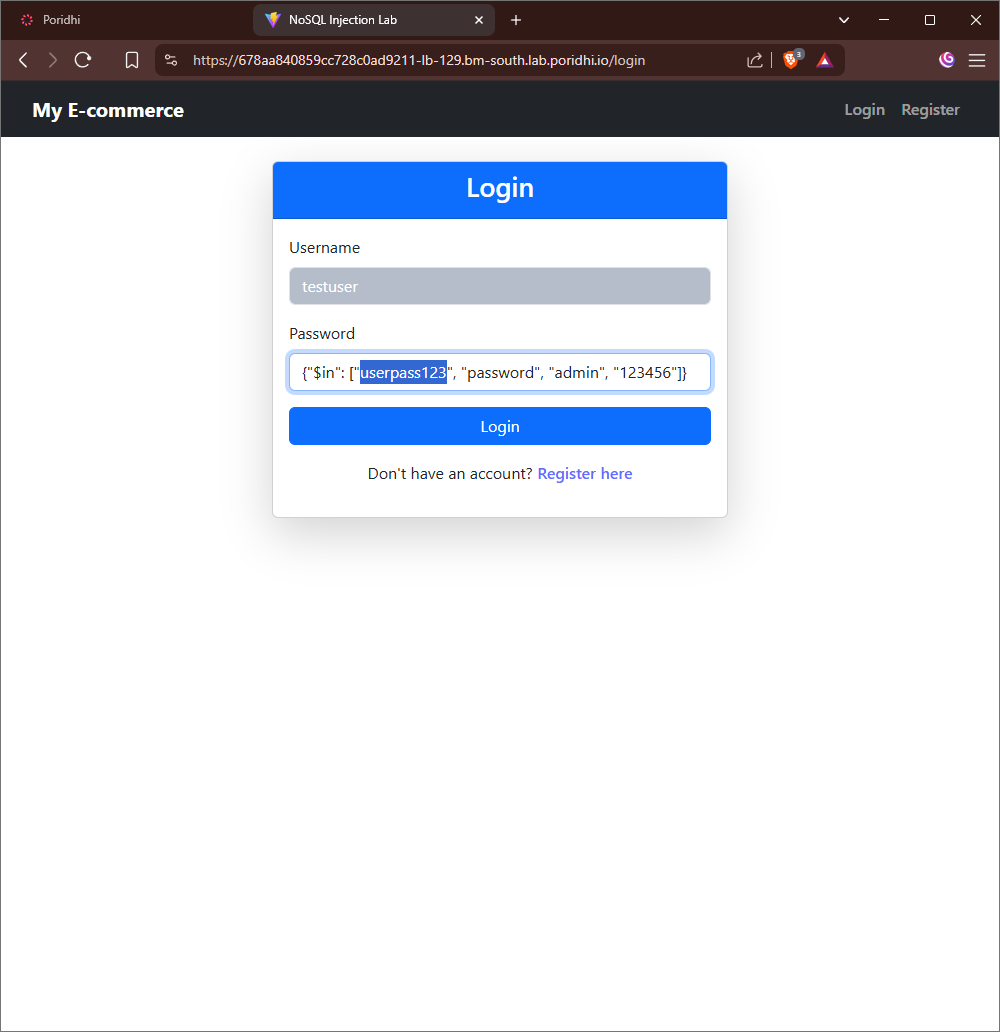 Poridhi
NoSQL Injection Lab
https://678aa840859cc728c0ad9211-lb-129.bm-south.lab.poridhi.io/login
3
My E-commerce
Login
Register
Login
Username
testuser
Password
{"$in": ["userpass123", "password", "admin", "123456"]}
Login
Don't have an account? Register here